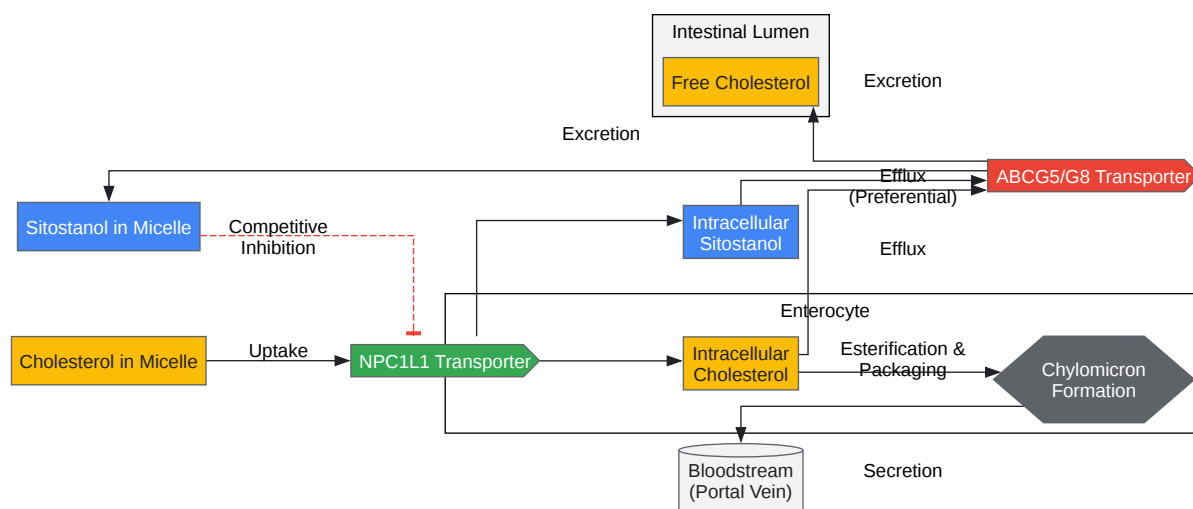 Intestinal Lumen
Free Cholesterol
Excretion
Excretion
ABCG5/G8 Transporter
Efflux
(Preferential)
Sitostanol in Micelle
Competitive
Inhibition
Intracellular
Sitostanol
Efflux
Enterocyte
Cholesterol in Micelle
Uptake
NPC1L1 Transporter
Intracellular
Cholesterol
Esterification &
Packaging
Chylomicron
Formation
Bloodstream
(Portal Vein)
Secretion